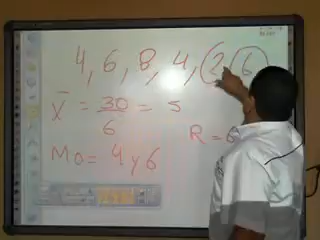 4, 6, 8, 4, 2, 6
X̄ = 30/6 = 5
R = 6
Mo = 4 y 6